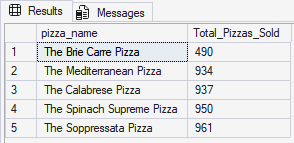 Results Messages
pizza_name Total_Pizzas_Sold
1 The Brie Carre Pizza 490
2 The Mediterranean Pizza 934
3 The Calabrese Pizza 937
4 The Spinach Supreme Pizza 950
5 The Soppressata Pizza 961